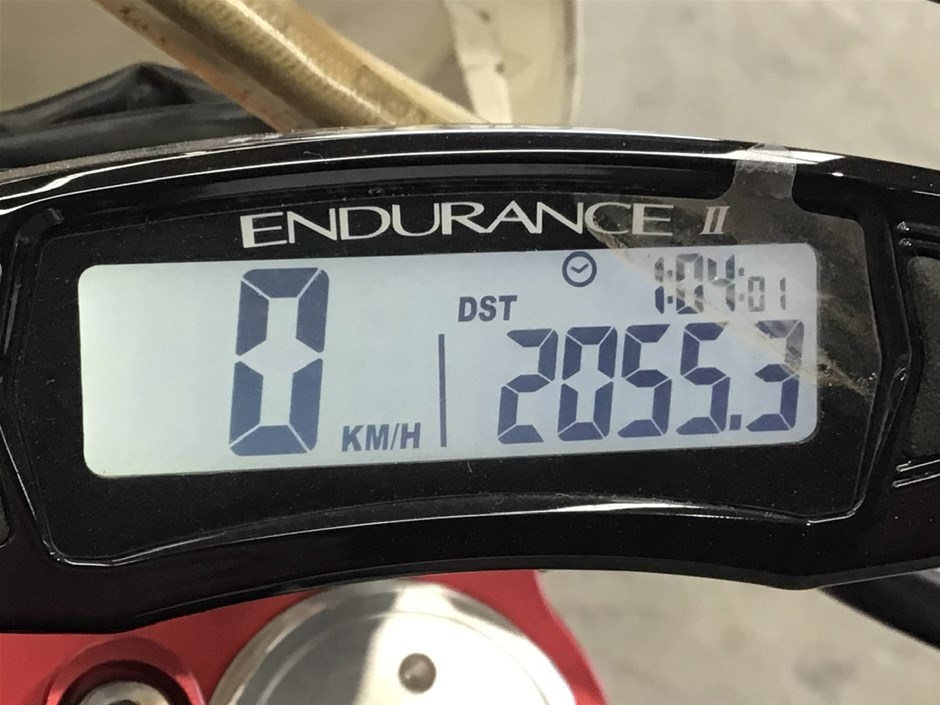 ENDURANCE II
1:04:01
DST
0 KM/H
2055.3